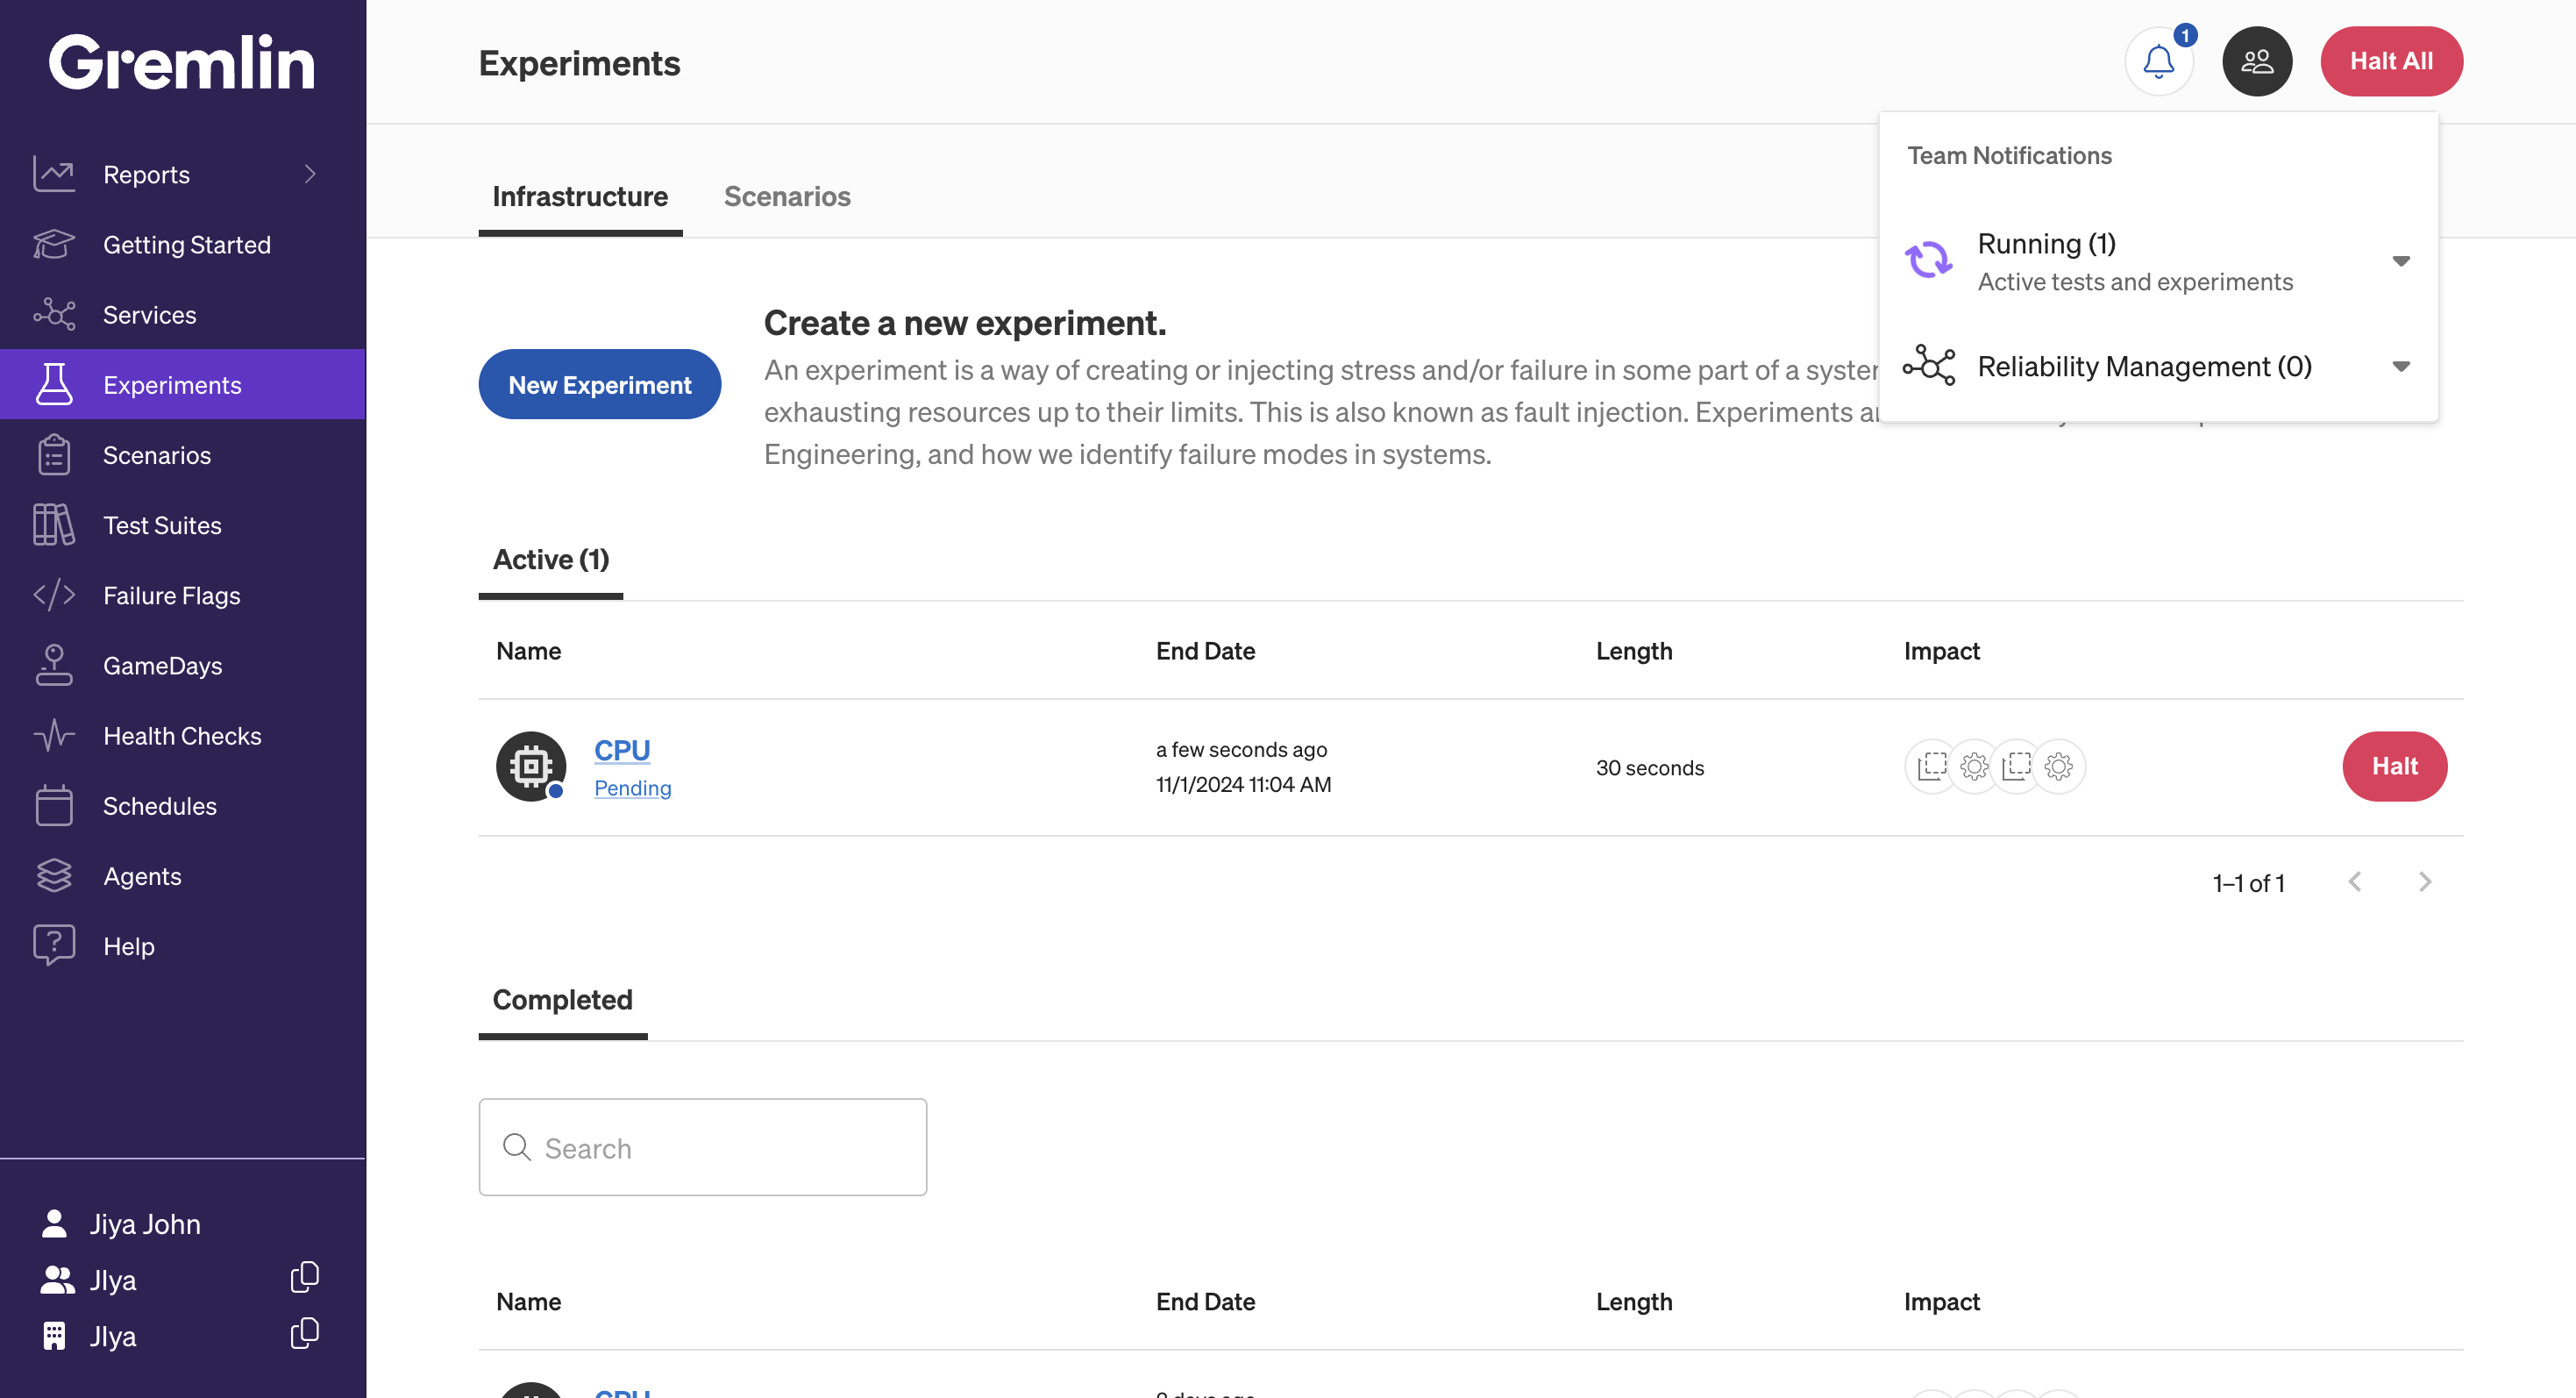 Gremlin
Reports
Getting Started
Services
Experiments
Scenarios
Test Suites
Failure Flags
GameDays
Health Checks
Schedules
Agents
Help
Jiya John
JIya
JIya
Experiments
1
Halt All
Team Notifications
Running (1)
Active tests and experiments
Reliability Management (0)
Infrastructure
Scenarios
New Experiment
Create a new experiment.
An experiment is a way of creating or injecting stress and/or failure in some part of a
exhausting resources up to their limits. This is also known as fault injection. Experiments
Engineering, and how we identify failure modes in systems.
Active (1)
Name
End Date
Length
Impact
CPU
Pending
a few seconds ago
11/1/2024 11:04 AM
30 seconds
Halt
1–1 of 1
Completed
Search
Name
End Date
Length
Impact
CPU